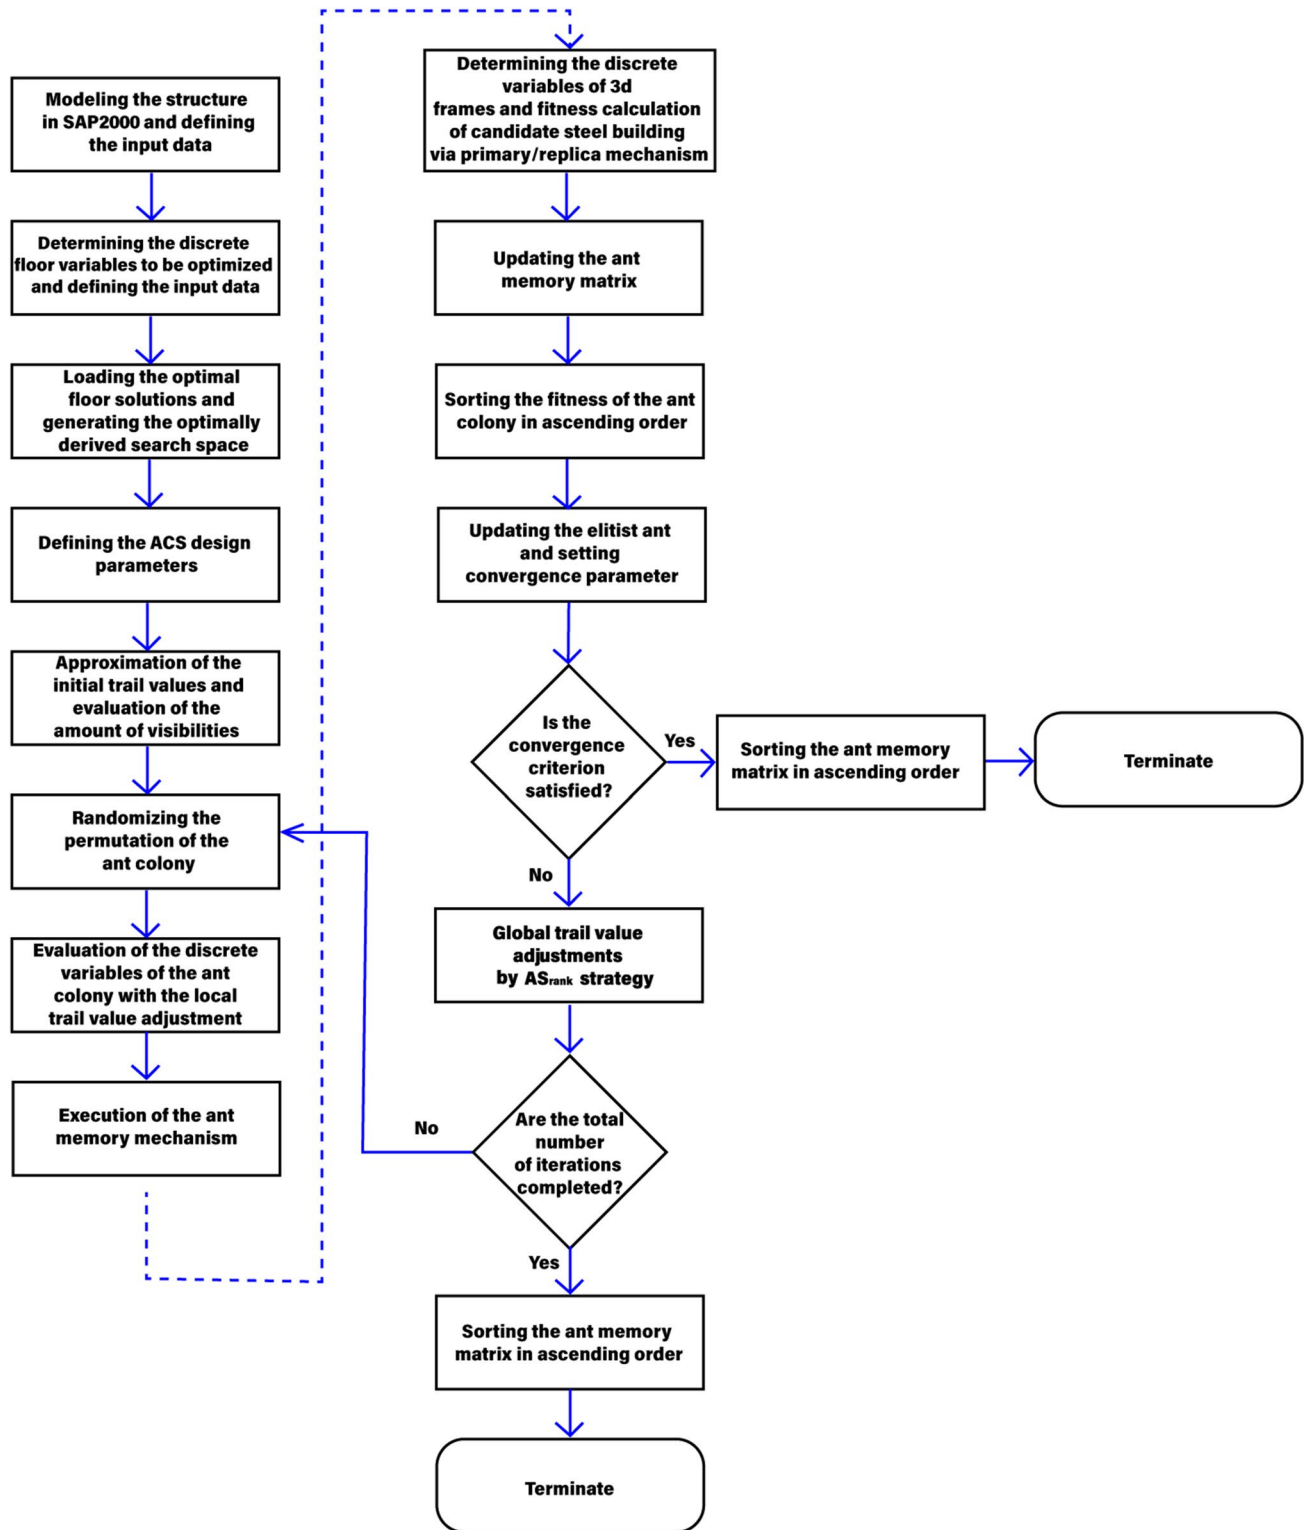 Modeling the structure
in SAP2000 and defining
the input data
Determining the discrete
floor variables to be optimized
and defining the input data
Loading the optimal
floor solutions and
generating the optimally
derived search space
Defining the ACS design
parameters
Approximation of the
initial trail values and
evaluation of the
amount of visibilities
Randomizing the
permutation of the
ant colony
Evaluation of the discrete
variables of the ant
colony with the local
trail value adjustment
Execution of the ant
memory mechanism
Determining the discrete
variables of 3d
frames and fitness calculation
of candidate steel building
via primary/replica mechanism
Updating the ant
memory matrix
Sorting the fitness of the ant
colony in ascending order
Updating the elitist ant
and setting
convergence parameter
Is the
convergence
criterion
satisfied?
Yes
Sorting the ant memory
matrix in ascending order
Terminate
No
Global trail value
adjustments
by ASrank strategy
Are the total
number
of iterations
completed?
No
Yes
Sorting the ant memory
matrix in ascending order
Terminate